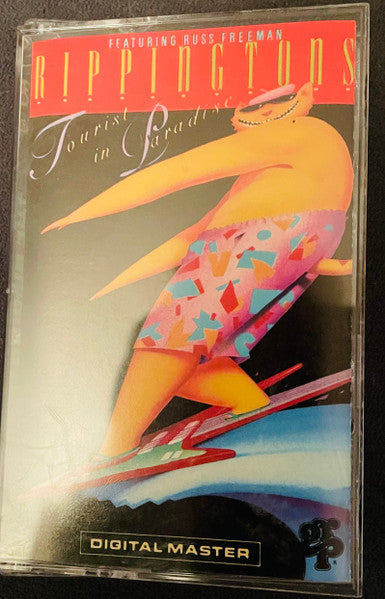 FEATURING RUSS FREEMAN
RIPPINGTONS
Tourist
in Paradise
DIGITAL MASTER
GRP